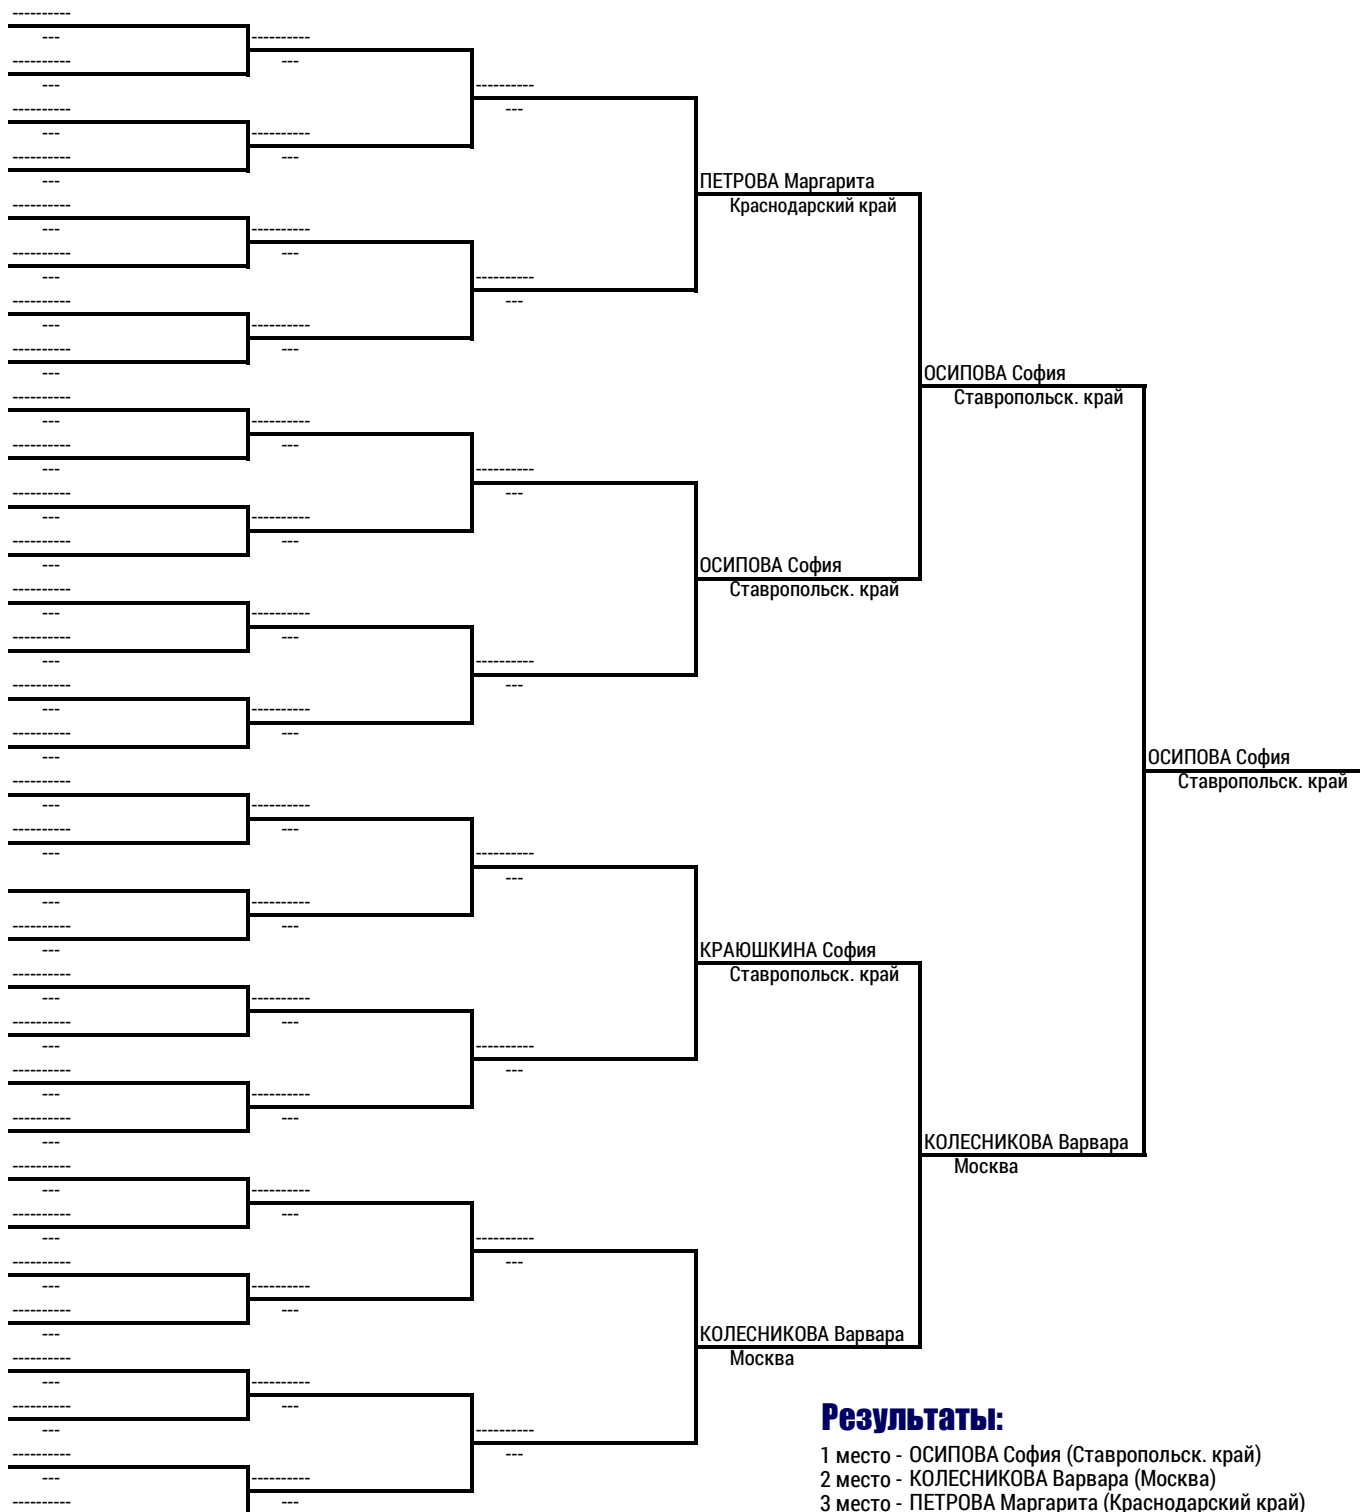 ПЕТРОВА Маргарита
Краснодарский край
ОСИПОВА София
Ставропольск. край
ОСИПОВА София
Ставропольск. край
ОСИПОВА София
Ставропольск. край
КРАЮШКИНА София
Ставропольск. край
КОЛЕСНИКОВА Варвара
Москва
КОЛЕСНИКОВА Варвара
Москва
Результаты:
1 место - ОСИПОВА София (Ставропольск. край)
2 место - КОЛЕСНИКОВА Варвара (Москва)
3 место - ПЕТРОВА Маргарита (Краснодарский край)